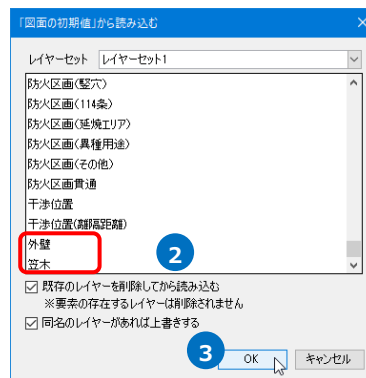 「図面の初期値」から読み込む
レイヤーセット レイヤーセット1
防火区画(竪穴)
防火区画(114条)
防火区画(延焼エリア)
防火区画(異種用途)
防火区画(その他)
防火区画貫通
干渉位置
干渉位置(離隔距離)
外壁
笠木
2
既存のレイヤーを削除してから読み込む
※要素の存在するレイヤーは削除されません
同名のレイヤーがあれば上書きする
3
OK キャンセル